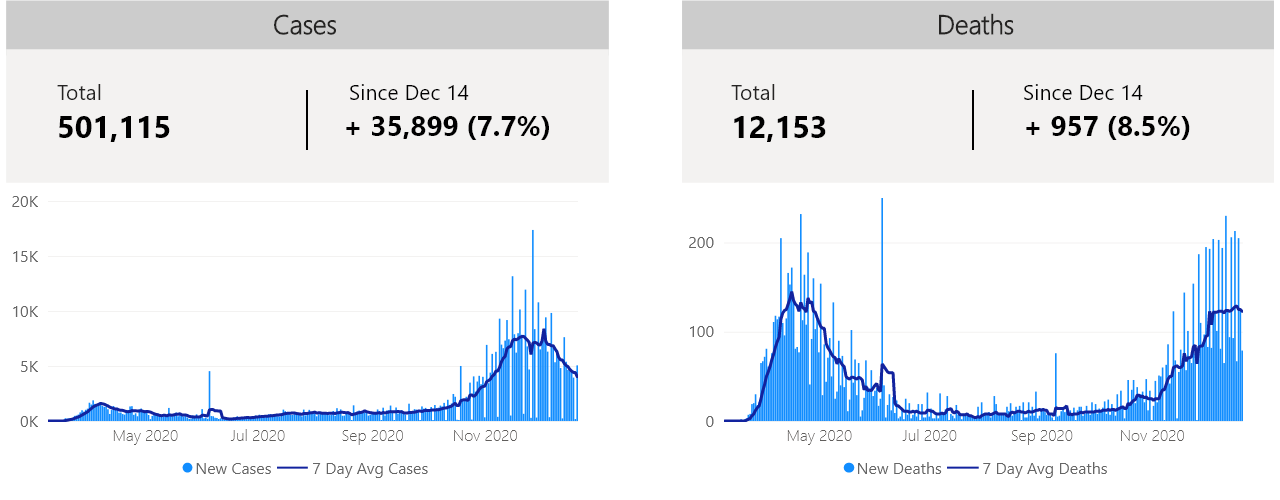 Cases
Total
501,115
Since Dec 14
+ 35,899 (7.7%)
20K
15K
10K
5K
0K
May 2020
Jul 2020
Sep 2020
Nov 2020
New Cases
7 Day Avg Cases
Deaths
Total
12,153
Since Dec 14
+ 957 (8.5%)
200
100
0
May 2020
Jul 2020
Sep 2020
Nov 2020
New Deaths
7 Day Avg Deaths